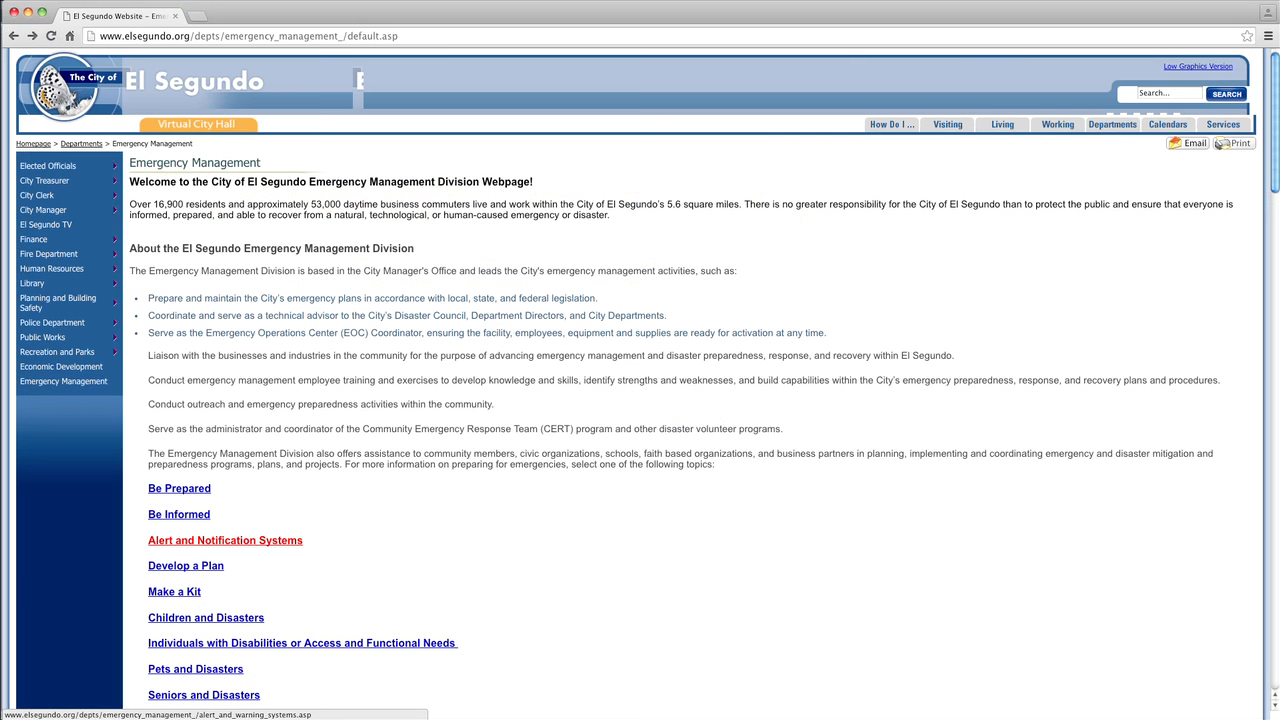 El Segundo Website - Eme
www.elsegundo.org/depts/emergency_management_/default.asp
Low Graphics Version
The City of El Segundo
E
Search...
SEARCH
Virtual City Hall
How Do I ...
Visiting
Living
Working
Departments
Calendars
Services
Homepage > Departments > Emergency Management
Email
Print
Elected Officials
City Treasurer
City Clerk
City Manager
El Segundo TV
Finance
Fire Department
Human Resources
Library
Planning and Building
Safety
Police Department
Public Works
Recreation and Parks
Economic Development
Emergency Management
Emergency Management
Welcome to the City of El Segundo Emergency Management Division Webpage!
Over 16,900 residents and approximately 53,000 daytime business commuters live and work within the City of El Segundo's 5.6 square miles. There is no greater responsibility for the City of El Segundo than to protect the public and ensure that everyone is
informed, prepared, and able to recover from a natural, technological, or human-caused emergency or disaster.
About the El Segundo Emergency Management Division
The Emergency Management Division is based in the City Manager's Office and leads the City's emergency management activities, such as:
• Prepare and maintain the City's emergency plans in accordance with local, state, and federal legislation.
• Coordinate and serve as a technical advisor to the City's Disaster Council, Department Directors, and City Departments.
• Serve as the Emergency Operations Center (EOC) Coordinator, ensuring the facility, employees, equipment and supplies are ready for activation at any time.
Liaison with the businesses and industries in the community for the purpose of advancing emergency management and disaster preparedness, response, and recovery within El Segundo.
Conduct emergency management employee training and exercises to develop knowledge and skills, identify strengths and weaknesses, and build capabilities within the City's emergency preparedness, response, and recovery plans and procedures.
Conduct outreach and emergency preparedness activities within the community.
Serve as the administrator and coordinator of the Community Emergency Response Team (CERT) program and other disaster volunteer programs.
The Emergency Management Division also offers assistance to community members, civic organizations, schools, faith based organizations, and business partners in planning, implementing and coordinating emergency and disaster mitigation and
preparedness programs, plans, and projects. For more information on preparing for emergencies, select one of the following topics:
Be Prepared
Be Informed
Alert and Notification Systems
Develop a Plan
Make a Kit
Children and Disasters
Individuals with Disabilities or Access and Functional Needs
Pets and Disasters
Seniors and Disasters
www.elsegundo.org/depts/emergency_management_/alert_and_warning_systems.asp